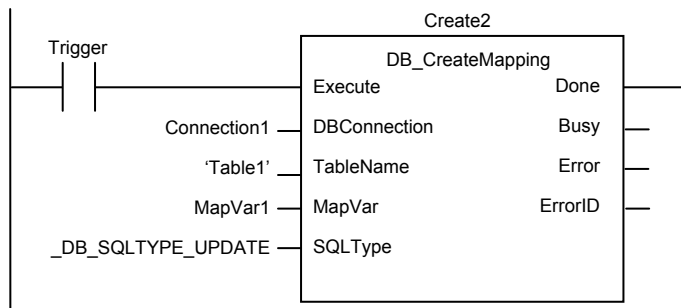 Create2
Trigger
DB_CreateMapping
Execute Done
Connection1 DBConnection Busy
‘Table1’ TableName Error
MapVar1 MapVar ErrorID
_DB_SQLTYPE_UPDATE SQLType